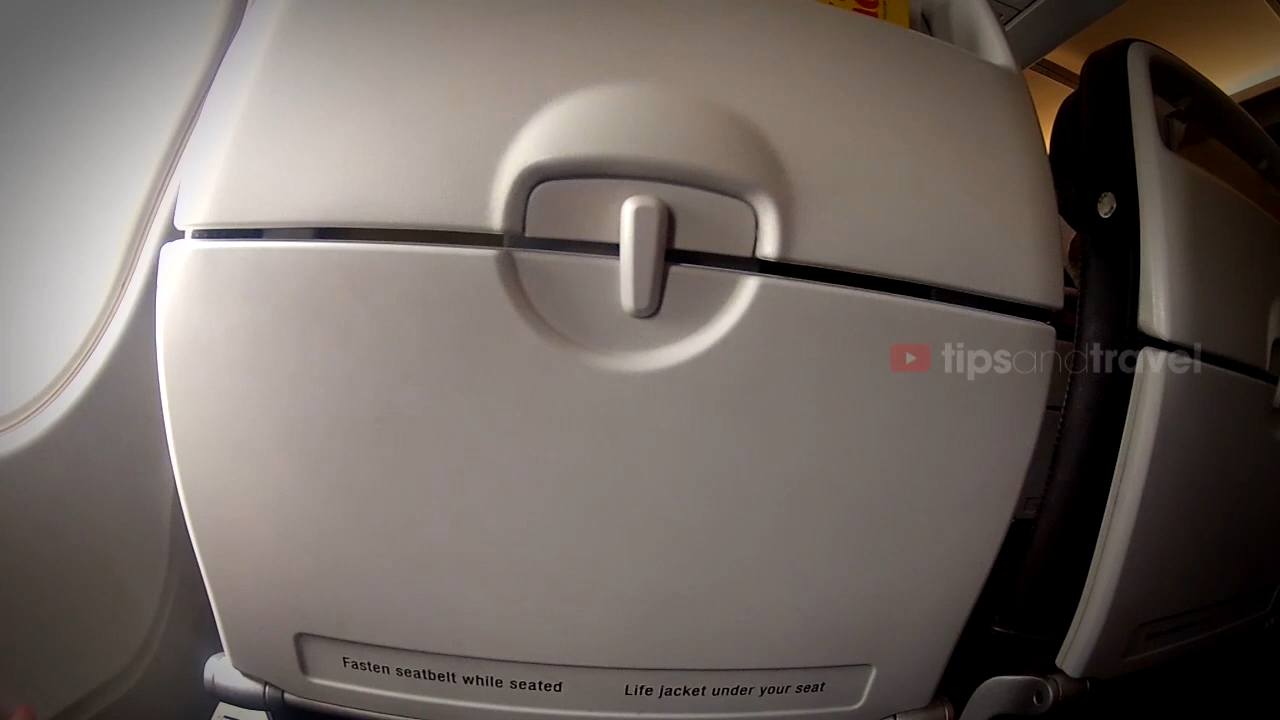 tipsandtravel
Fasten seatbelt while seated
Life jacket under your seat